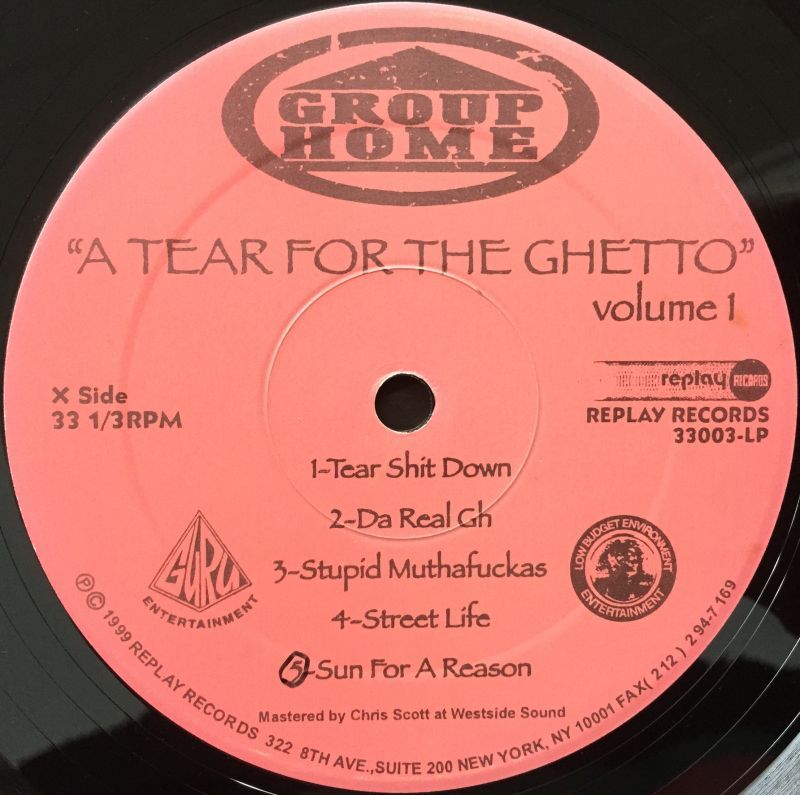 GROUP
HOME
"A TEAR FOR THE GHETTO"
volume 1
X Side
33 1/3RPM
replay RECORDS
REPLAY RECORDS
33003-LP
1-Tear Shit Down
2-Da Real Gh
3-Stupid Muthafuckas
4-Street Life
5-Sun For A Reason
GURU
ENTERTAINMENT
LOW BUDGET ENVIRONMENT
ENTERTAINMENT
Mastered by Chris Scott at Westside Sound
℗© 1999 REPLAY RECORDS 322 8TH AVE.,SUITE 200 NEW YORK, NY 10001 FAX( 212 ) 294-7 169